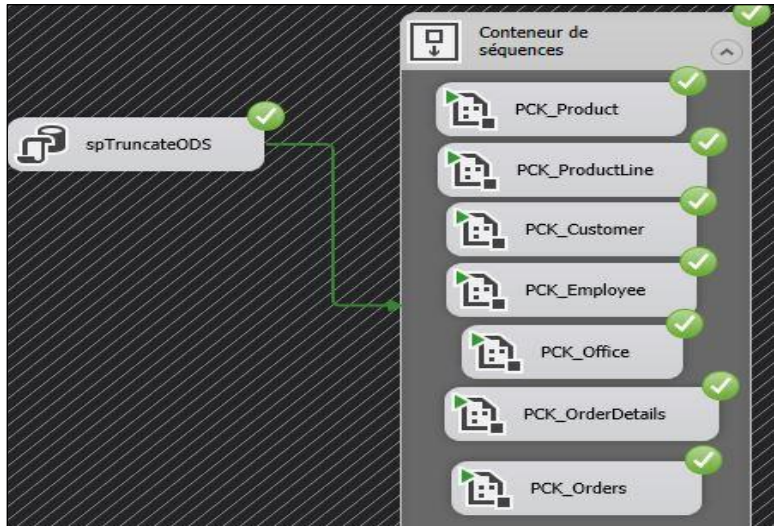 Conteneur de
séquences
spTruncateODS
PCK_Product
PCK_ProductLine
PCK_Customer
PCK_Employee
PCK_Office
PCK_OrderDetails
PCK_Orders